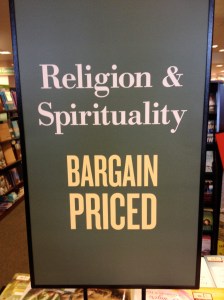 Religion &
Spirituality
BARGAIN
PRICED